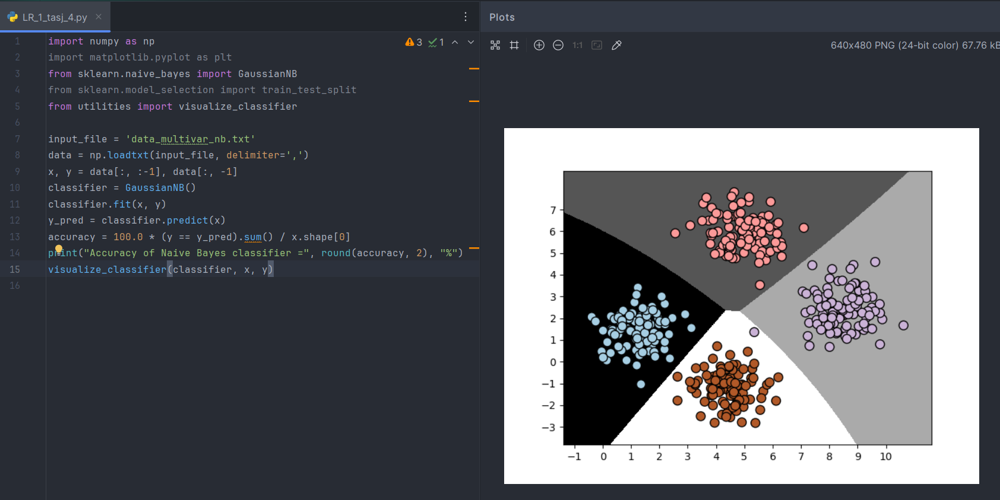 LR_1_tasj_4.py
Plots
3 1
1:1
640x480 PNG (24-bit color) 67.76 kB
1 import numpy as np
2 import matplotlib.pyplot as plt
3 from sklearn.naive_bayes import GaussianNB
4 from sklearn.model_selection import train_test_split
5 from utilities import visualize_classifier
6
7 input_file = 'data_multivar_nb.txt'
8 data = np.loadtxt(input_file, delimiter=',')
9 x, y = data[:, :-1], data[:, -1]
10 classifier = GaussianNB()
11 classifier.fit(x, y)
12 y_pred = classifier.predict(x)
13 accuracy = 100.0 * (y == y_pred).sum() / x.shape[0]
14 print("Accuracy of Naive Bayes classifier =", round(accuracy, 2), "%")
15 visualize_classifier(classifier, x, y)
16
7
6
5
4
3
2
1
0
−1
−2
−3
−1 0 1 2 3 4 5 6 7 8 9 10